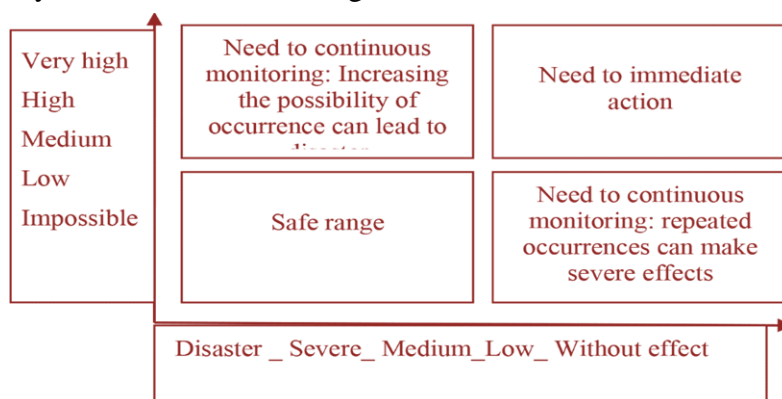 Very high
High
Medium
Low
Impossible
Need to continuous
monitoring: Increasing
the possibility of
occurrence can lead to
Need to immediate
action
Safe range
Need to continuous
monitoring: repeated
occurrences can make
severe effects
Disaster _ Severe_ Medium_Low_ Without effect